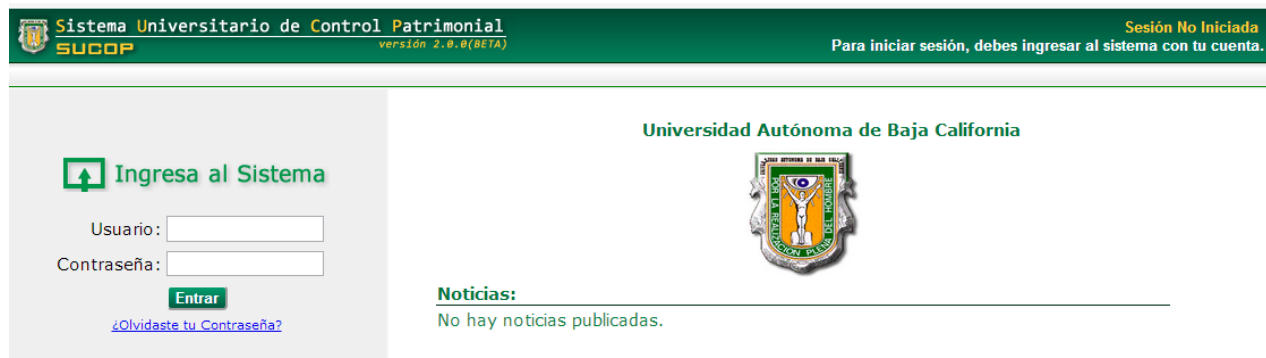 Sistema Universitario de Control Patrimonial
SUCOP
versión 2.0.0(BETA)
Sesión No Iniciada
Para iniciar sesión, debes ingresar al sistema con tu cuenta.
Ingresa al Sistema
Usuario:
Contraseña:
Entrar
¿Olvidaste tu Contraseña?
Universidad Autónoma de Baja California
POR LA REALIZACION PLENA DEL HOMBRE
Noticias:
No hay noticias publicadas.